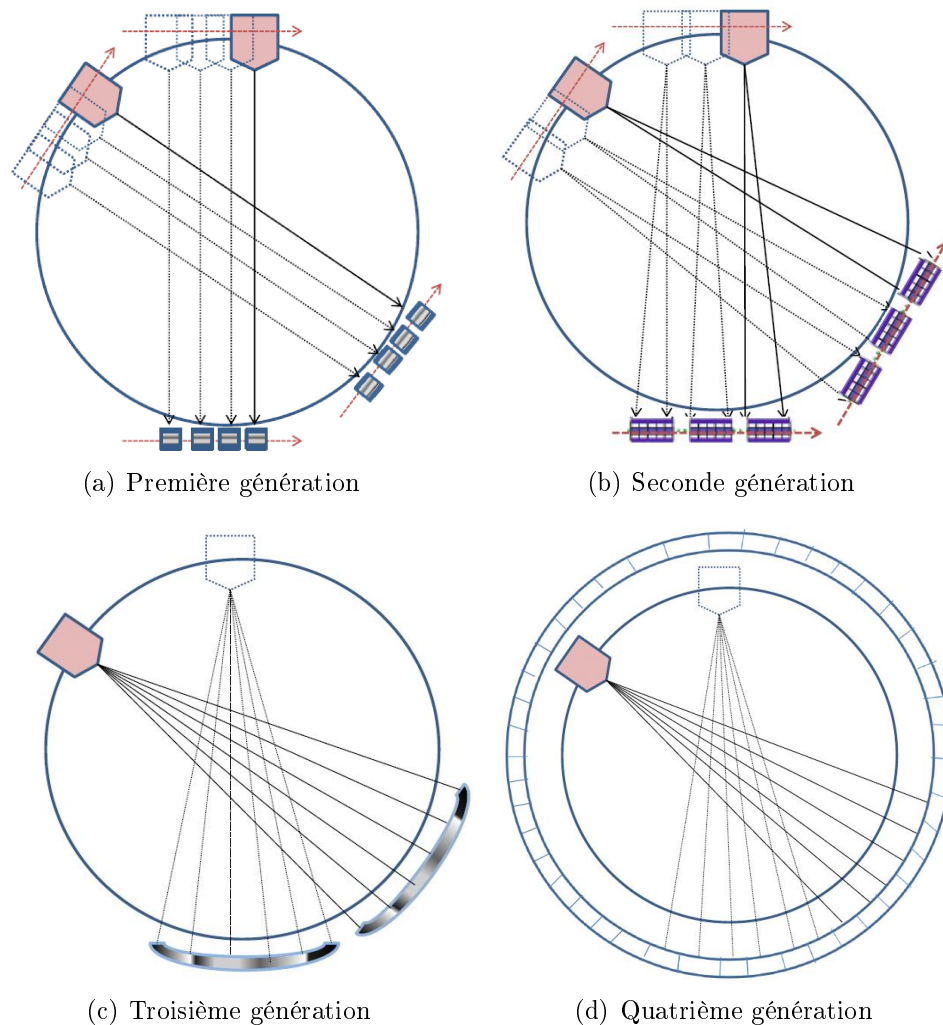 (a) Première génération
(b) Seconde génération
(c) Troisième génération
(d) Quatrième génération